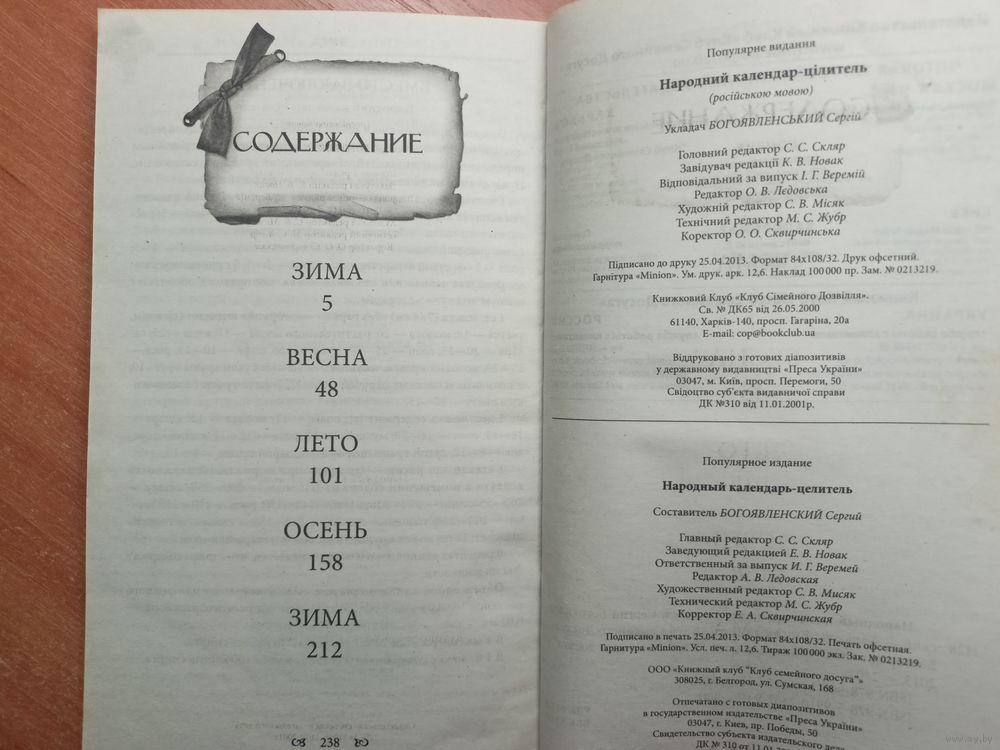 СОДЕРЖАНИЕ
ЗИМА
5
ВЕСНА
48
ЛЕТО
101
ОСЕНЬ
158
ЗИМА
212
238
Популярне видання
Народний календар-цілитель
(російською мовою)
Укладач БОГОЯВЛЕНСЬКИЙ Сергій
Головний редактор С. С. Скляр
Завідувач редакції К. В. Новак
Відповідальний за випуск І. Г. Веремій
Редактор О. В. Лєдовська
Художній редактор С. В. Місяк
Технічний редактор М. С. Жубр
Коректор О. О. Сквирчинська
Підписано до друку 25.04.2013. Формат 84х108/32. Друк офсетний.
Гарнітура «Minion». Ум. друк. арк. 12,6. Наклад 100 000 пр. Зам. № 0213219.
Книжковий Клуб «Клуб Сімейного Дозвілля».
Св. № ДК65 від 26.05.2000
61140, Харків-140, просп. Гагаріна, 20а
E-mail: cop@bookclub.ua
Віддруковано з готових діапозитивів
у державному видавництві «Преса України»
03047, м. Київ, просп. Перемоги, 50
Свідоцтво суб'єкта видавничої справи
ДК №310 від 11.01.2001р.
Популярное издание
Народный календарь-целитель
Составитель БОГОЯВЛЕНСКИЙ Сергий
Главный редактор С. С. Скляр
Заведующий редакцией Е. В. Новак
Ответственный за выпуск И. Г. Веремей
Редактор А. В. Ледовская
Художественный редактор С. В. Мисяк
Технический редактор М. С. Жубр
Корректор Е. А. Сквирчинская
Подписано в печать 25.04.2013. Формат 84х108/32. Печать офсетная.
Гарнитура «Minion». Усл. печ. л. 12,6. Тираж 100 000 экз. Зак. № 0213219.
ООО «Книжный клуб "Клуб семейного досуга"»
308025, г. Белгород, ул. Сумская, 168
Отпечатано с готовых диапозитивов
в государственном издательстве «Преса України»
03047, г. Киев, пр. Победы, 50
Свидетельство субъекта издательского дела
ДК № 310 от 11.01
www.ay.by